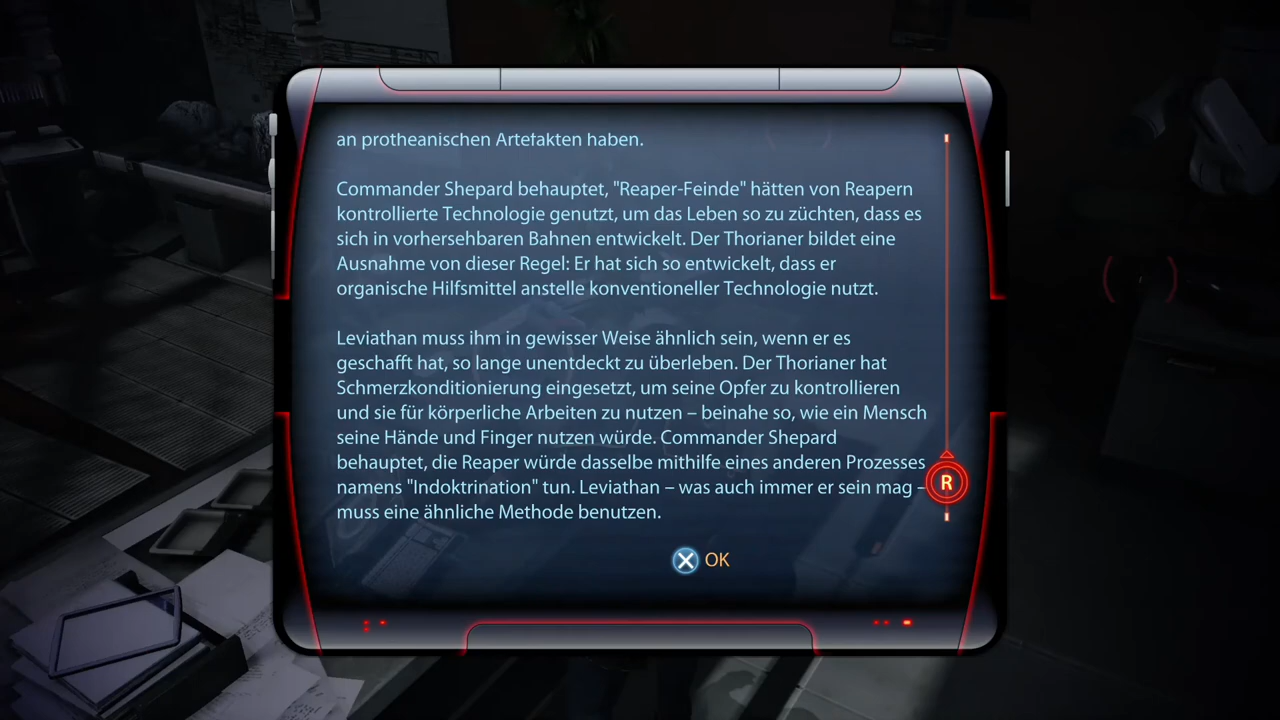 an protheanischen Artefakten haben.
Commander Shepard behauptet, "Reaper-Feinde" hätten von Reapern
kontrollierte Technologie genutzt, um das Leben so zu züchten, dass es
sich in vorhersehbaren Bahnen entwickelt. Der Thorianer bildet eine
Ausnahme von dieser Regel: Er hat sich so entwickelt, dass er
organische Hilfsmittel anstelle konventioneller Technologie nutzt.
Leviathan muss ihm in gewisser Weise ähnlich sein, wenn er es
geschafft hat, so lange unentdeckt zu überleben. Der Thorianer hat
Schmerzkonditionierung eingesetzt, um seine Opfer zu kontrollieren
und sie für körperliche Arbeiten zu nutzen – beinahe so, wie ein Mensch
seine Hände und Finger nutzen würde. Commander Shepard
behauptet, die Reaper würde dasselbe mithilfe eines anderen Prozesses
namens "Indoktrination" tun. Leviathan – was auch immer er sein mag –
muss eine ähnliche Methode benutzen.
R
OK